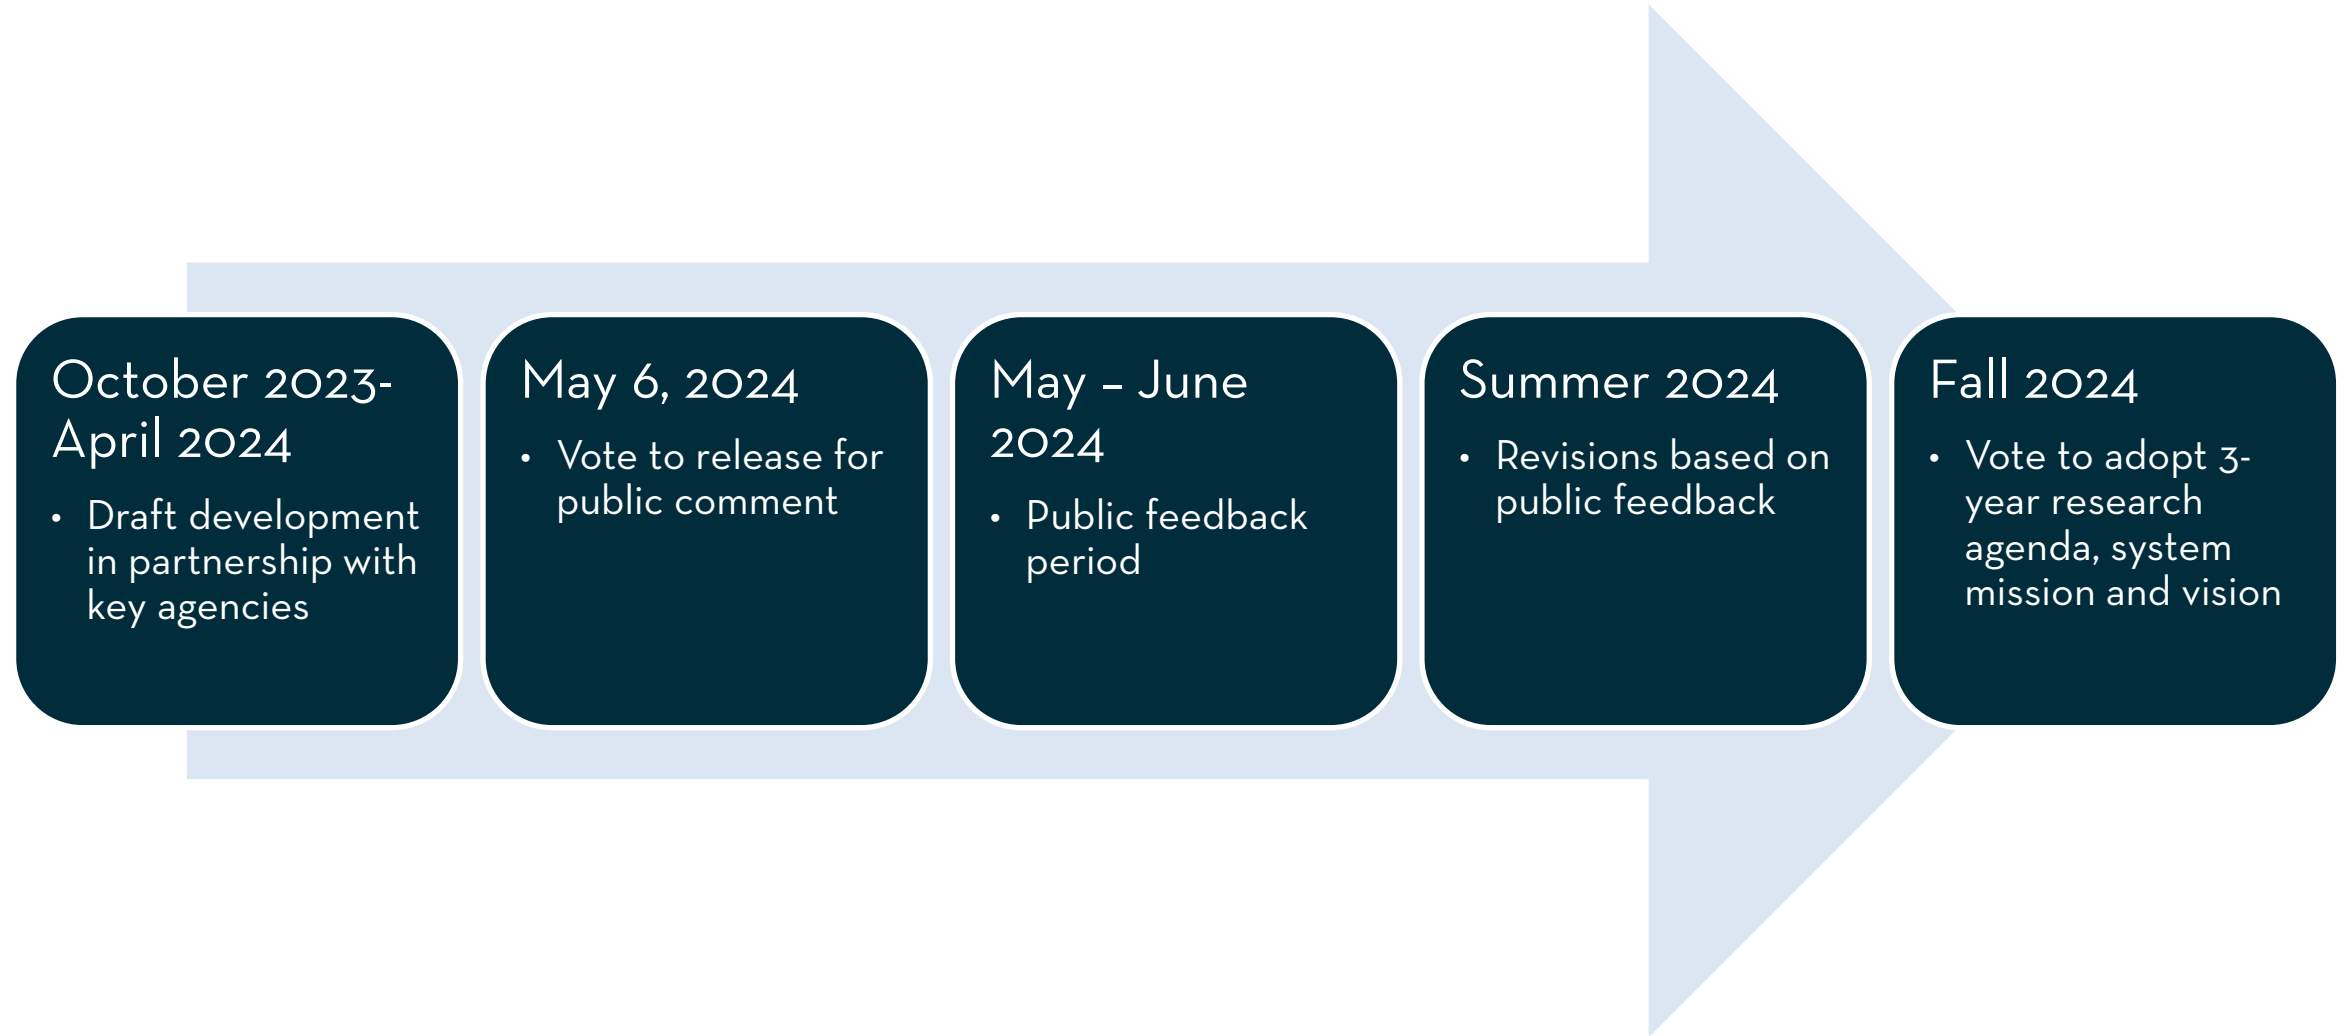 October 2023-
April 2024
• Draft development
in partnership with
key agencies
May 6, 2024
• Vote to release for
public comment
May – June
2024
• Public feedback
period
Summer 2024
• Revisions based on
public feedback
Fall 2024
• Vote to adopt 3-
year research
agenda, system
mission and vision